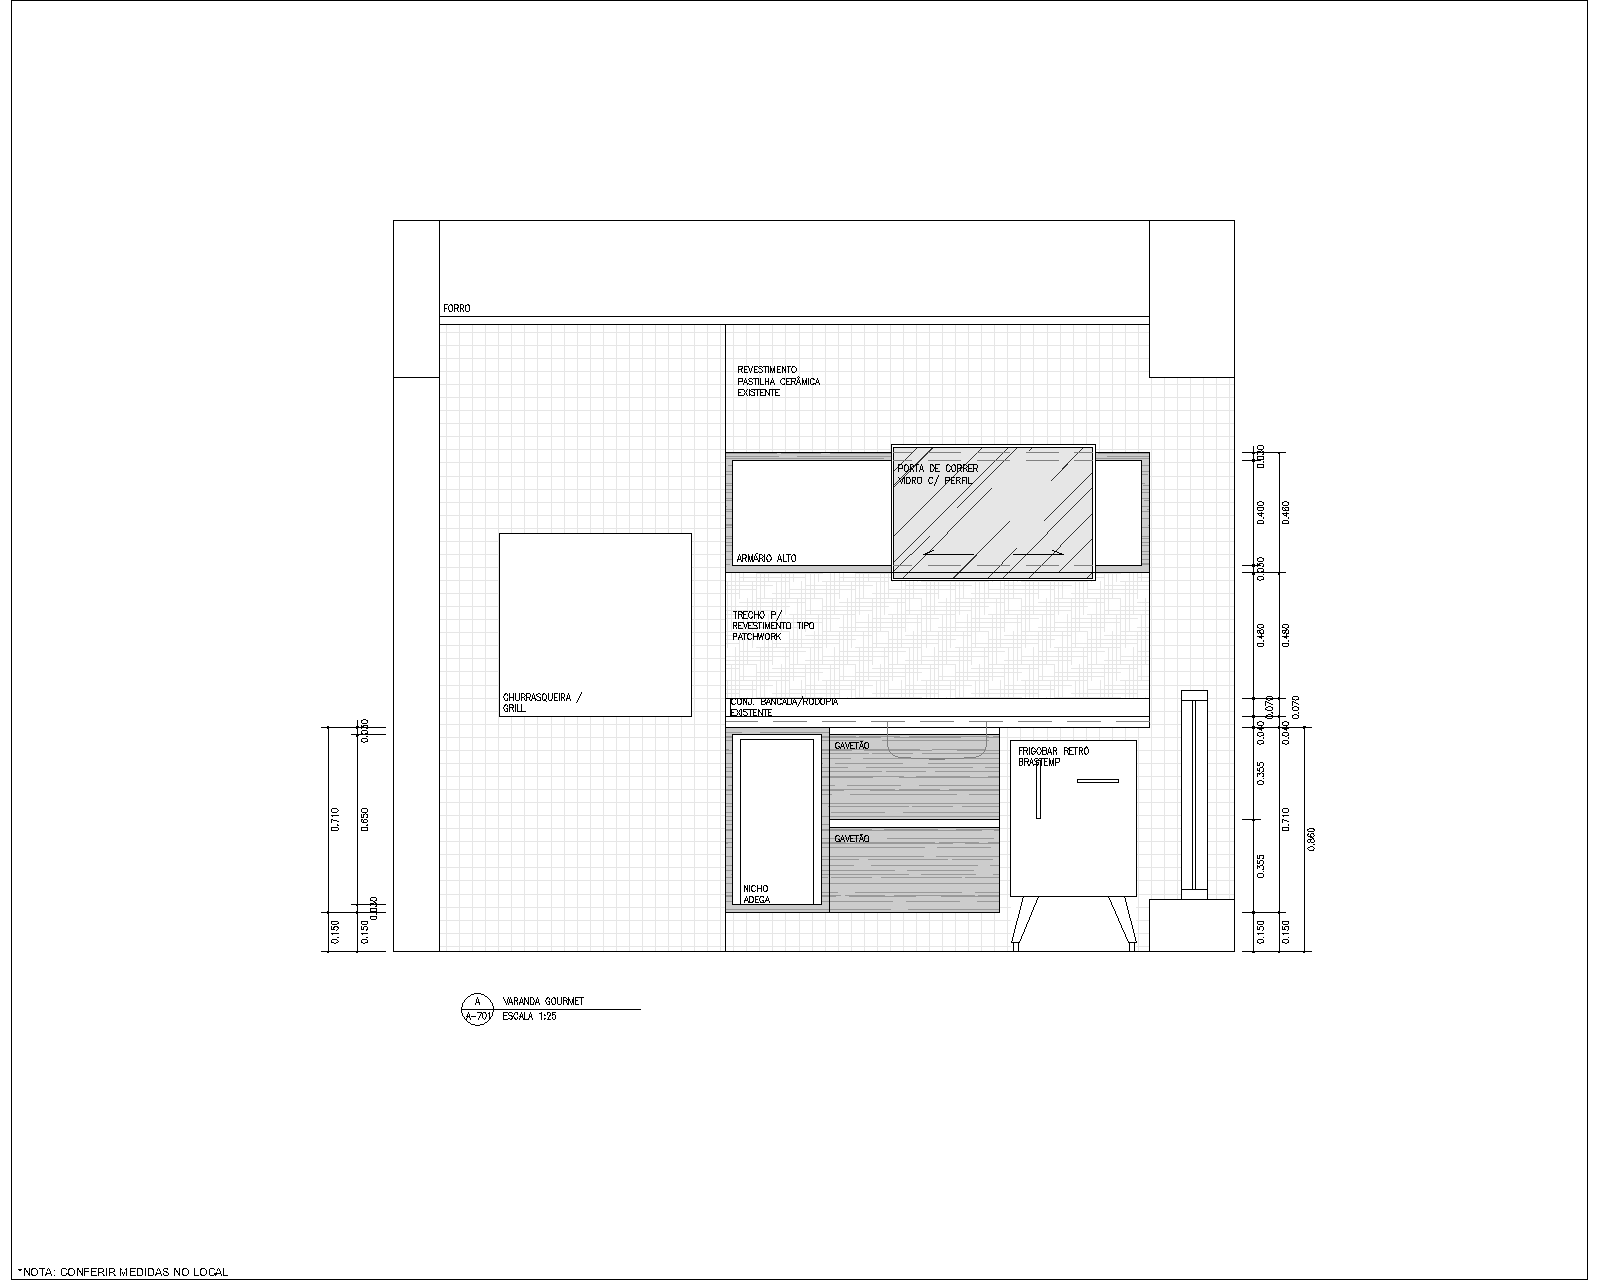 FORRO
REVESTIMENTO
PASTILHA CERÂMICA
EXISTENTE
PORTA DE CORRER
VIDRO C/ PERFIL
ARMÁRIO ALTO
TRECHO P/
REVESTIMENTO TIPO
PATCHWORK
CHURRASQUEIRA /
GRILL
CONJ. BANCADA/RODOPIA
EXISTENTE
GAVETÃO
GAVETÃO
FRIGOBAR RETRÔ
BRASTEMP
NICHO
ADEGA
0.710
0.150
0.030
0.650
0.030
0.150
0.030
0.400
0.030
0.480
0.070
0.040
0.355
0.355
0.150
0.460
0.480
0.070
0.040
0.710
0.150
0.860
A
A-701
VARANDA GOURMET
ESCALA 1:25
*NOTA: CONFERIR MEDIDAS NO LOCAL